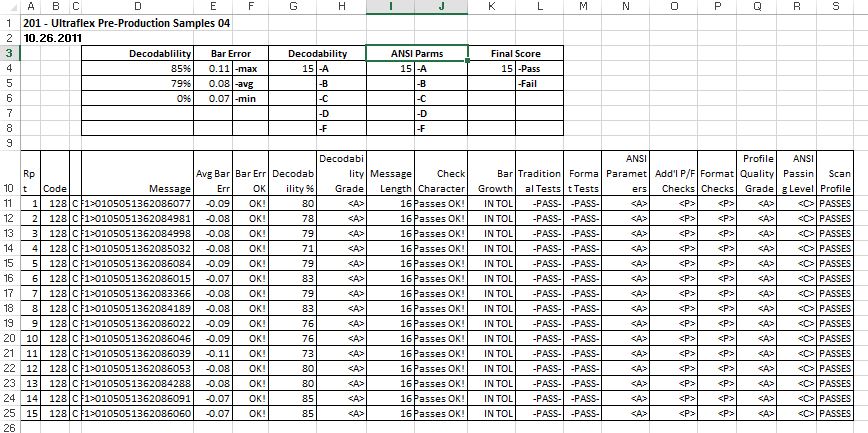 A B C D E F G H I J K L M N O P Q R S
1 201 - Ultraflex Pre-Production Samples 04
2 10.26.2011
3 Decodablility Bar Error Decodability ANSI Parms Final Score
4 85% 0.11 -max 15 -A 15 -A 15 -Pass
5 79% 0.08 -avg -B -B -Fail
6 0% 0.07 -min -C -C
7 -D -D
8 -F -F
9
10 Rpt Code Message Avg Bar Err Bar Err OK Decodability % Decodability Grade Message Length Check Character Bar Growth Traditional Tests Format Tests ANSI Parameters Add'l P/F Checks Format Checks Profile Quality Grade ANSI Passing Level Scan Profile
11 1 128 C F1>0105051362086077 -0.09 OK! 80 <A> 16 Passes OK! IN TOL -PASS- -PASS- <A> <P> <P> <A> <C> PASSES
12 2 128 C F1>0105051362084981 -0.08 OK! 78 <A> 16 Passes OK! IN TOL -PASS- -PASS- <A> <P> <P> <A> <C> PASSES
13 3 128 C F1>0105051362084998 -0.08 OK! 79 <A> 16 Passes OK! IN TOL -PASS- -PASS- <A> <P> <P> <A> <C> PASSES
14 4 128 C F1>0105051362085032 -0.08 OK! 71 <A> 16 Passes OK! IN TOL -PASS- -PASS- <A> <P> <P> <A> <C> PASSES
15 5 128 C F1>0105051362086084 -0.09 OK! 79 <A> 16 Passes OK! IN TOL -PASS- -PASS- <A> <P> <P> <A> <C> PASSES
16 6 128 C F1>0105051362086015 -0.07 OK! 83 <A> 16 Passes OK! IN TOL -PASS- -PASS- <A> <P> <P> <A> <C> PASSES
17 7 128 C F1>0105051362083366 -0.08 OK! 79 <A> 16 Passes OK! IN TOL -PASS- -PASS- <A> <P> <P> <A> <C> PASSES
18 8 128 C F1>0105051362084189 -0.08 OK! 83 <A> 16 Passes OK! IN TOL -PASS- -PASS- <A> <P> <P> <A> <C> PASSES
19 9 128 C F1>0105051362086022 -0.09 OK! 76 <A> 16 Passes OK! IN TOL -PASS- -PASS- <A> <P> <P> <A> <C> PASSES
20 10 128 C F1>0105051362086046 -0.09 OK! 76 <A> 16 Passes OK! IN TOL -PASS- -PASS- <A> <P> <P> <A> <C> PASSES
21 11 128 C F1>0105051362086039 -0.11 OK! 73 <A> 16 Passes OK! IN TOL -PASS- -PASS- <A> <P> <P> <A> <C> PASSES
22 12 128 C F1>0105051362086053 -0.08 OK! 80 <A> 16 Passes OK! IN TOL -PASS- -PASS- <A> <P> <P> <A> <C> PASSES
23 13 128 C F1>0105051362084288 -0.08 OK! 80 <A> 16 Passes OK! IN TOL -PASS- -PASS- <A> <P> <P> <A> <C> PASSES
24 14 128 C F1>0105051362086091 -0.07 OK! 85 <A> 16 Passes OK! IN TOL -PASS- -PASS- <A> <P> <P> <A> <C> PASSES
25 15 128 C F1>0105051362086060 -0.07 OK! 85 <A> 16 Passes OK! IN TOL -PASS- -PASS- <A> <P> <P> <A> <C> PASSES
26